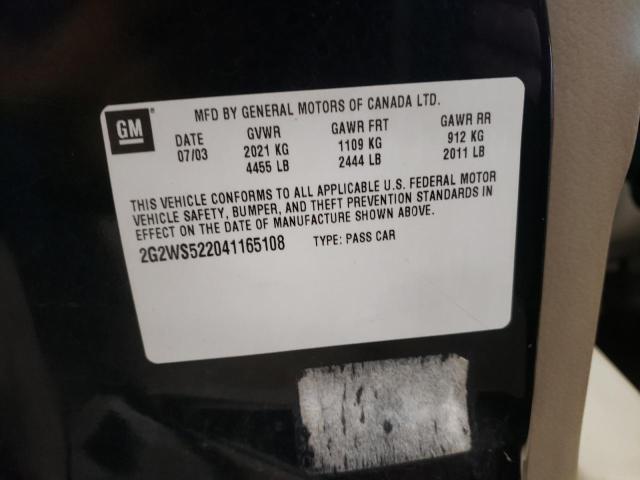 MFD BY GENERAL MOTORS OF CANADA LTD.
GM
DATE GVWR GAWR FRT GAWR RR
07/03 2021 KG 1109 KG 912 KG
4455 LB 2444 LB 2011 LB
THIS VEHICLE CONFORMS TO ALL APPLICABLE U.S. FEDERAL MOTOR
VEHICLE SAFETY, BUMPER, AND THEFT PREVENTION STANDARDS IN
EFFECT ON THE DATE OF MANUFACTURE SHOWN ABOVE.
2G2WS522041165108 TYPE: PASS CAR